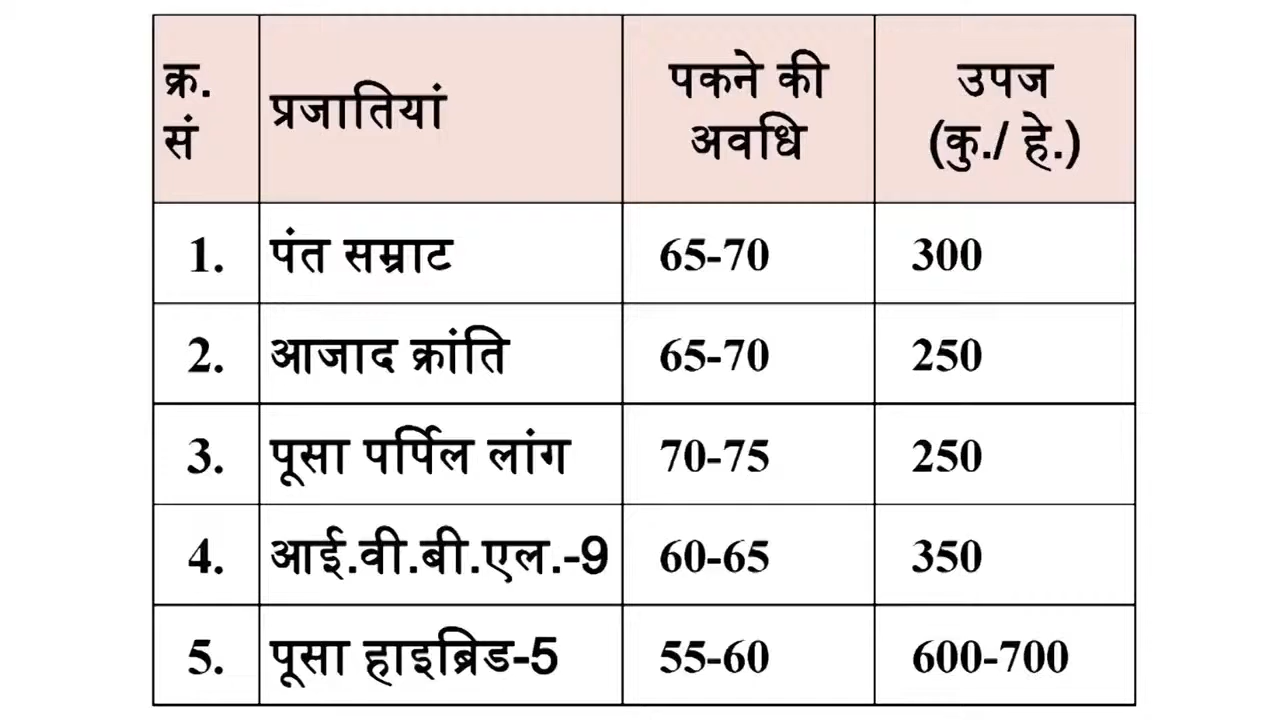 क्र. सं प्रजातियां पकने की अवधि उपज (कु./ हे.)
1. पंत सम्राट 65-70 300
2. आजाद क्रांति 65-70 250
3. पूसा पर्पिल लांग 70-75 250
4. आई.वी.बी.एल.-9 60-65 350
5. पूसा हाइब्रिड-5 55-60 600-700